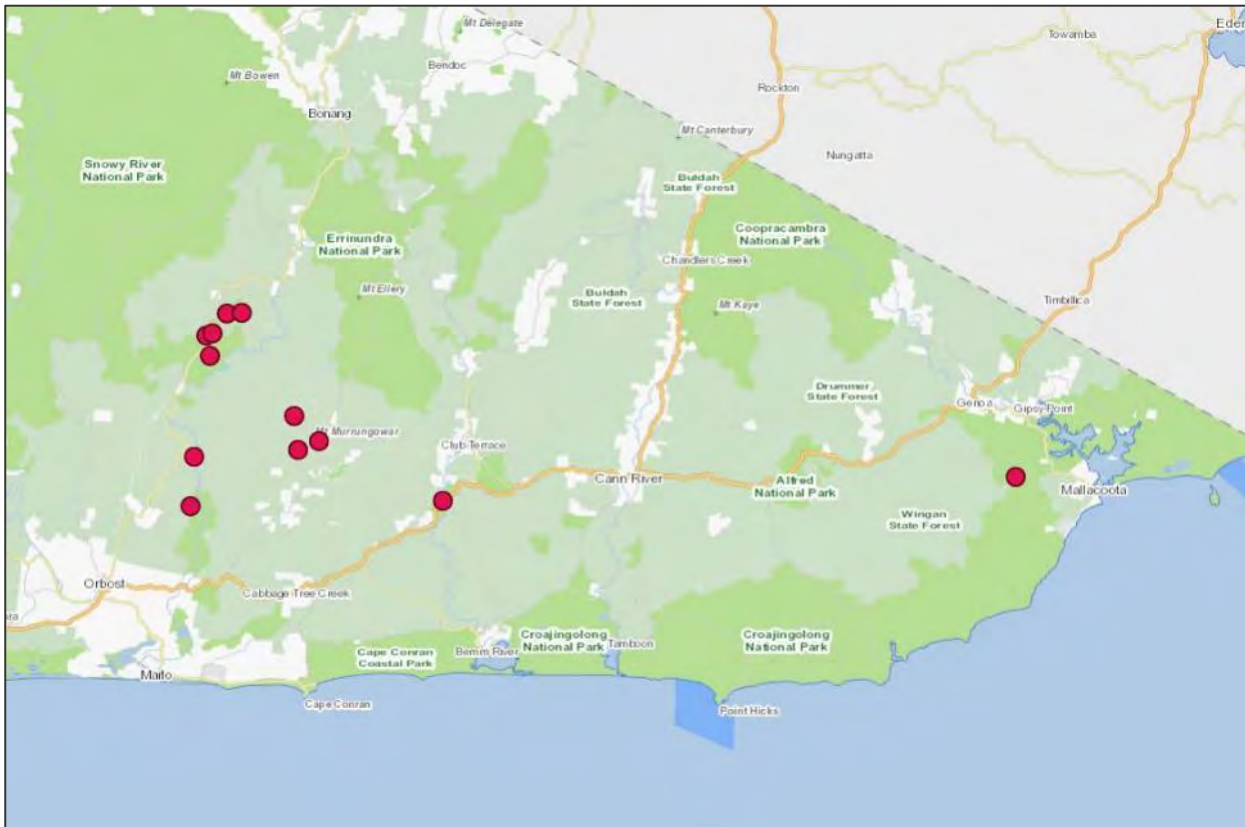 Mt Delegate
Eden
Towamba
Bendoc
Mt Bowen
Rockton
Bonang
Mt Canterbury
Nungatta
Snowy River
National Park
Buldah
State Forest
Errinundra
National Park
Coopracambra
National Park
Chandlers Creek
Mt Ellery
Buldah
State Forest
Mt Kaye
Timbillica
Drummer
State Forest
Genoa
Gipsy Point
Mt Murrungowar
Club Terrace
Cann River
Alfred
National Park
Mallacoota
Wingan
State Forest
Orbost
Cabbage Tree Creek
Croajingolong
National Park
Croajingolong
National Park
Tamboon
Cape Conran
Coastal Park
Bemm River
Marlo
Cape Conran
Point Hicks